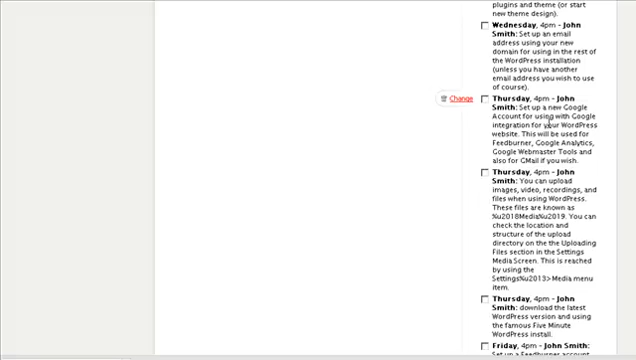 plugins and theme (or start
new theme design).
Wednesday, 4pm - John
Smith: Set up an email
address using your new
domain for using in the rest of
the WordPress installation
(unless you have another
email address you wish to use
of course).
Change
Thursday, 4pm - John
Smith: Set up a new Google
Account for using with Google
integration for your WordPress
website. This will be used for
Feedburner, Google Analytics,
Google Webmaster Tools and
also for GMail if you wish.
Thursday, 4pm - John
Smith: You can upload
images, video, recordings, and
files when using WordPress.
These files are known as
%u2018Media%u2019. You can
check the location and
structure of the upload
directory on the the Uploading
Files section in the Settings
Media Screen. This is reached
by using the
Settings%u2013>Media menu
item.
Thursday, 4pm - John
Smith: download the latest
WordPress version and using
the famous Five Minute
WordPress install.
Friday, 4pm - John Smith:
Set up a Feedburner account